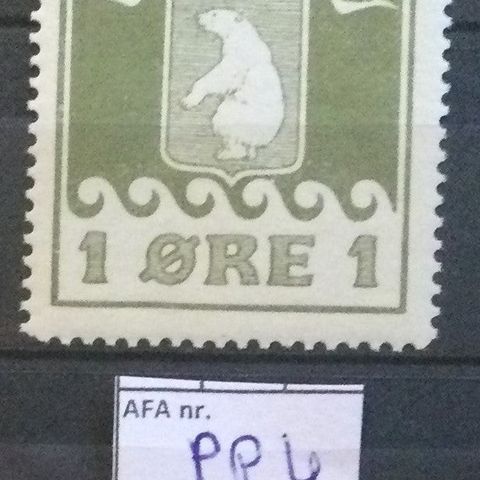 1 ØRE 1
AFA nr.
PP 6